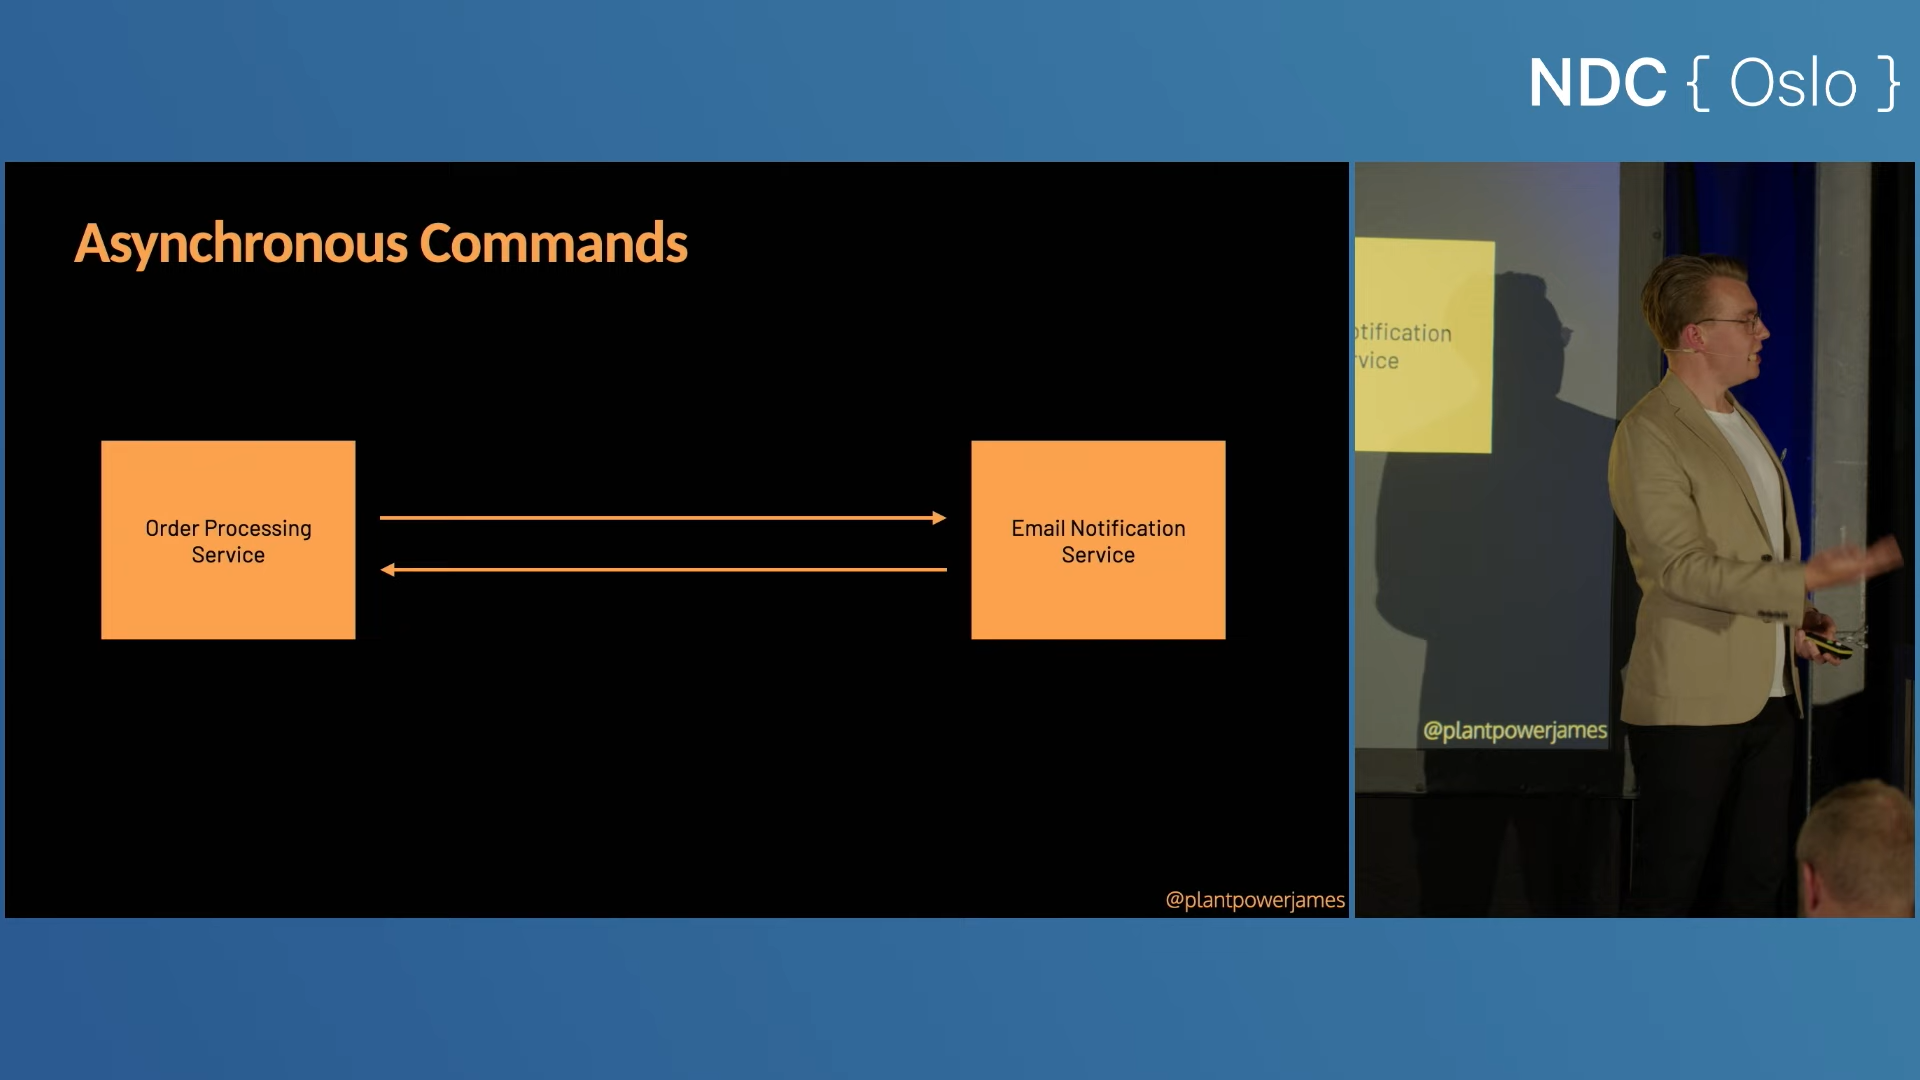 NDC { Oslo }
Asynchronous Commands
Order Processing
Service
Email Notification
Service
@plantpowerjames
otification
rvice
@plantpowerjames